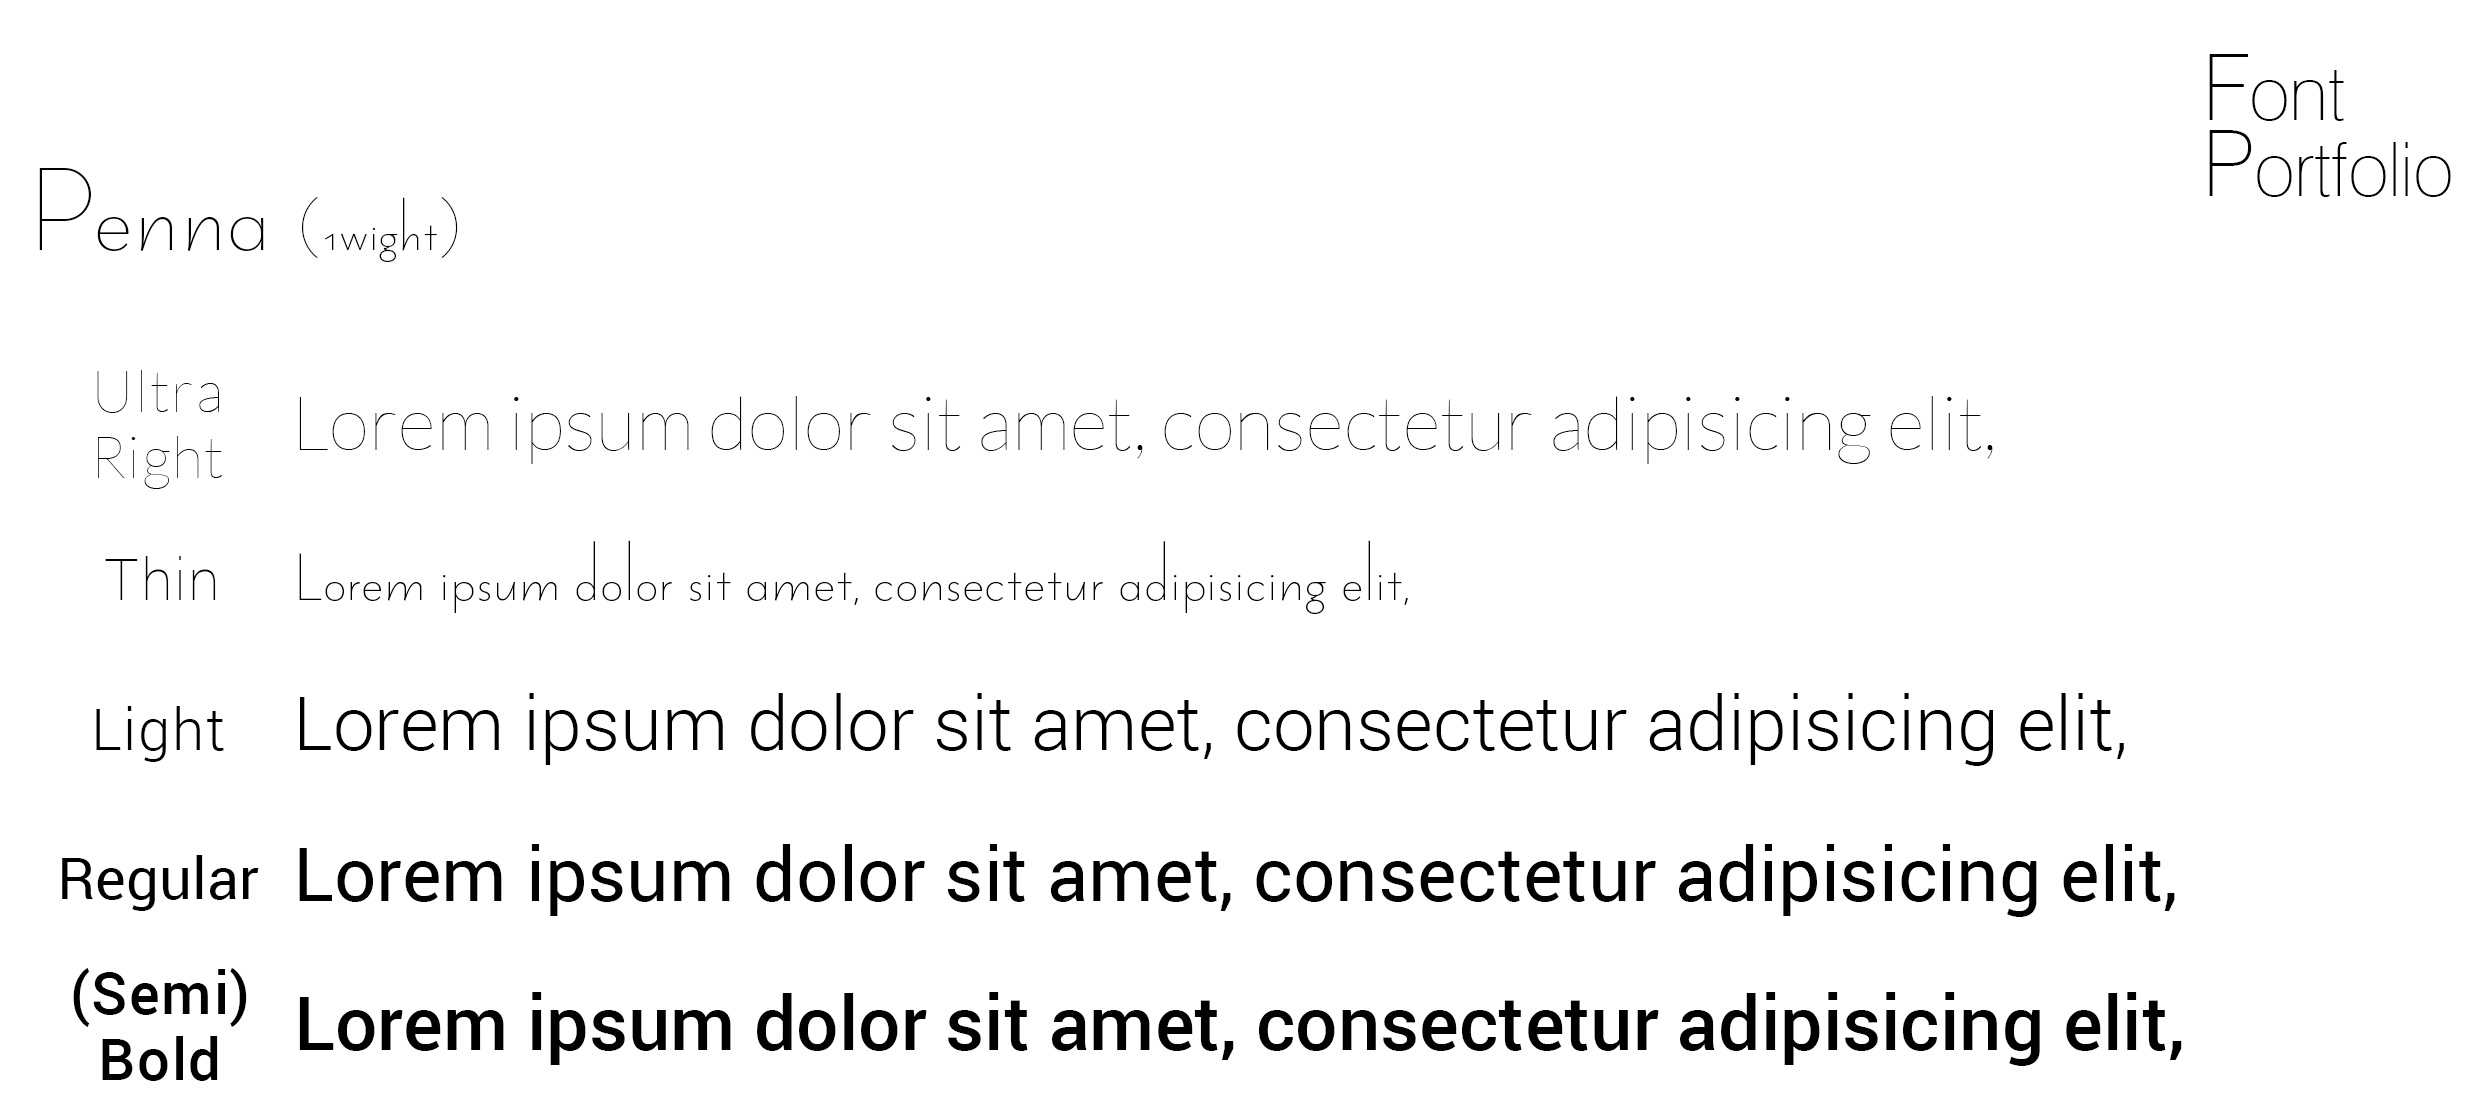 Font
Portfolio
Penna (1wight)
Ultra
Right
Lorem ipsum dolor sit amet, consectetur adipisicing elit,
Thin
Lorem ipsum dolor sit amet, consectetur adipisicing elit,
Light
Lorem ipsum dolor sit amet, consectetur adipisicing elit,
Regular
Lorem ipsum dolor sit amet, consectetur adipisicing elit,
(Semi)
Bold
Lorem ipsum dolor sit amet, consectetur adipisicing elit,